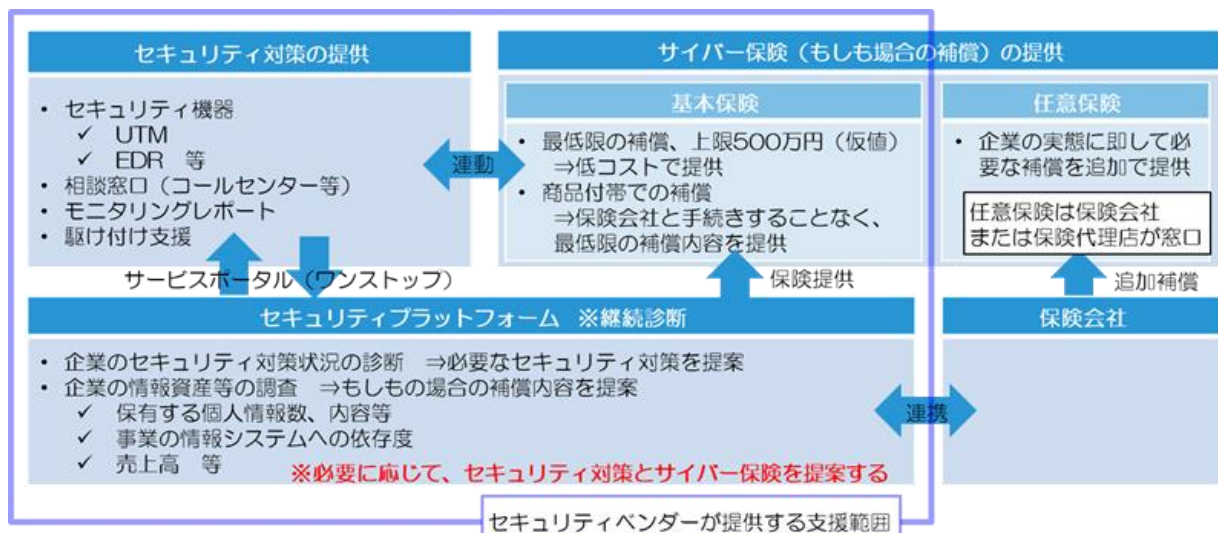 セキュリティ対策の提供
• セキュリティ機器
✓ UTM
✓ EDR 等
• 相談窓口（コールセンター等）
• モニタリングレポート
• 駆け付け支援
連動
サイバー保険（もしも場合の補償）の提供
基本保険
• 最低限の補償、上限500万円（仮値）
⇒低コストで提供
• 商品付帯での補償
⇒保険会社と手続きすることなく、
最低限の補償内容を提供
任意保険
• 企業の実態に即して必
要な補償を追加で提供
任意保険は保険会社
または保険代理店が窓口
サービスポータル（ワンストップ）
保険提供
追加補償
セキュリティプラットフォーム ※継続診断
• 企業のセキュリティ対策状況の診断 ⇒必要なセキュリティ対策を提案
• 企業の情報資産等の調査 ⇒もしもの場合の補償内容を提案
✓ 保有する個人情報数、内容等
✓ 事業の情報システムへの依存度
✓ 売上高 等
※必要に応じて、セキュリティ対策とサイバー保険を提案する
連携
保険会社
セキュリティベンダーが提供する支援範囲